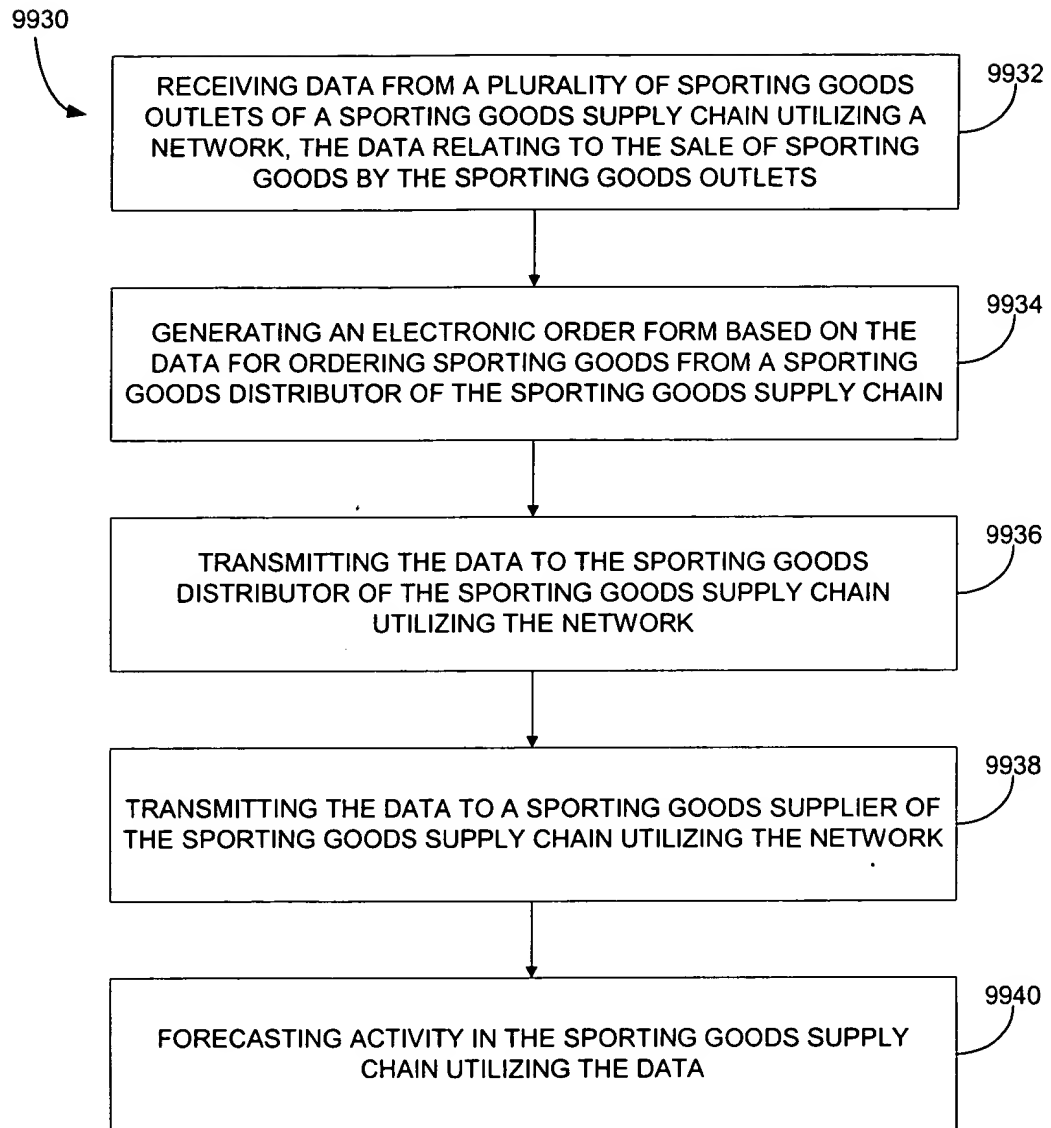 9930
RECEIVING DATA FROM A PLURALITY OF SPORTING GOODS
OUTLETS OF A SPORTING GOODS SUPPLY CHAIN UTILIZING A
NETWORK, THE DATA RELATING TO THE SALE OF SPORTING
GOODS BY THE SPORTING GOODS OUTLETS
9932
GENERATING AN ELECTRONIC ORDER FORM BASED ON THE
DATA FOR ORDERING SPORTING GOODS FROM A SPORTING
GOODS DISTRIBUTOR OF THE SPORTING GOODS SUPPLY CHAIN
9934
TRANSMITTING THE DATA TO THE SPORTING GOODS
DISTRIBUTOR OF THE SPORTING GOODS SUPPLY CHAIN
UTILIZING THE NETWORK
9936
TRANSMITTING THE DATA TO A SPORTING GOODS SUPPLIER OF
THE SPORTING GOODS SUPPLY CHAIN UTILIZING THE NETWORK
9938
FORECASTING ACTIVITY IN THE SPORTING GOODS SUPPLY
CHAIN UTILIZING THE DATA
9940